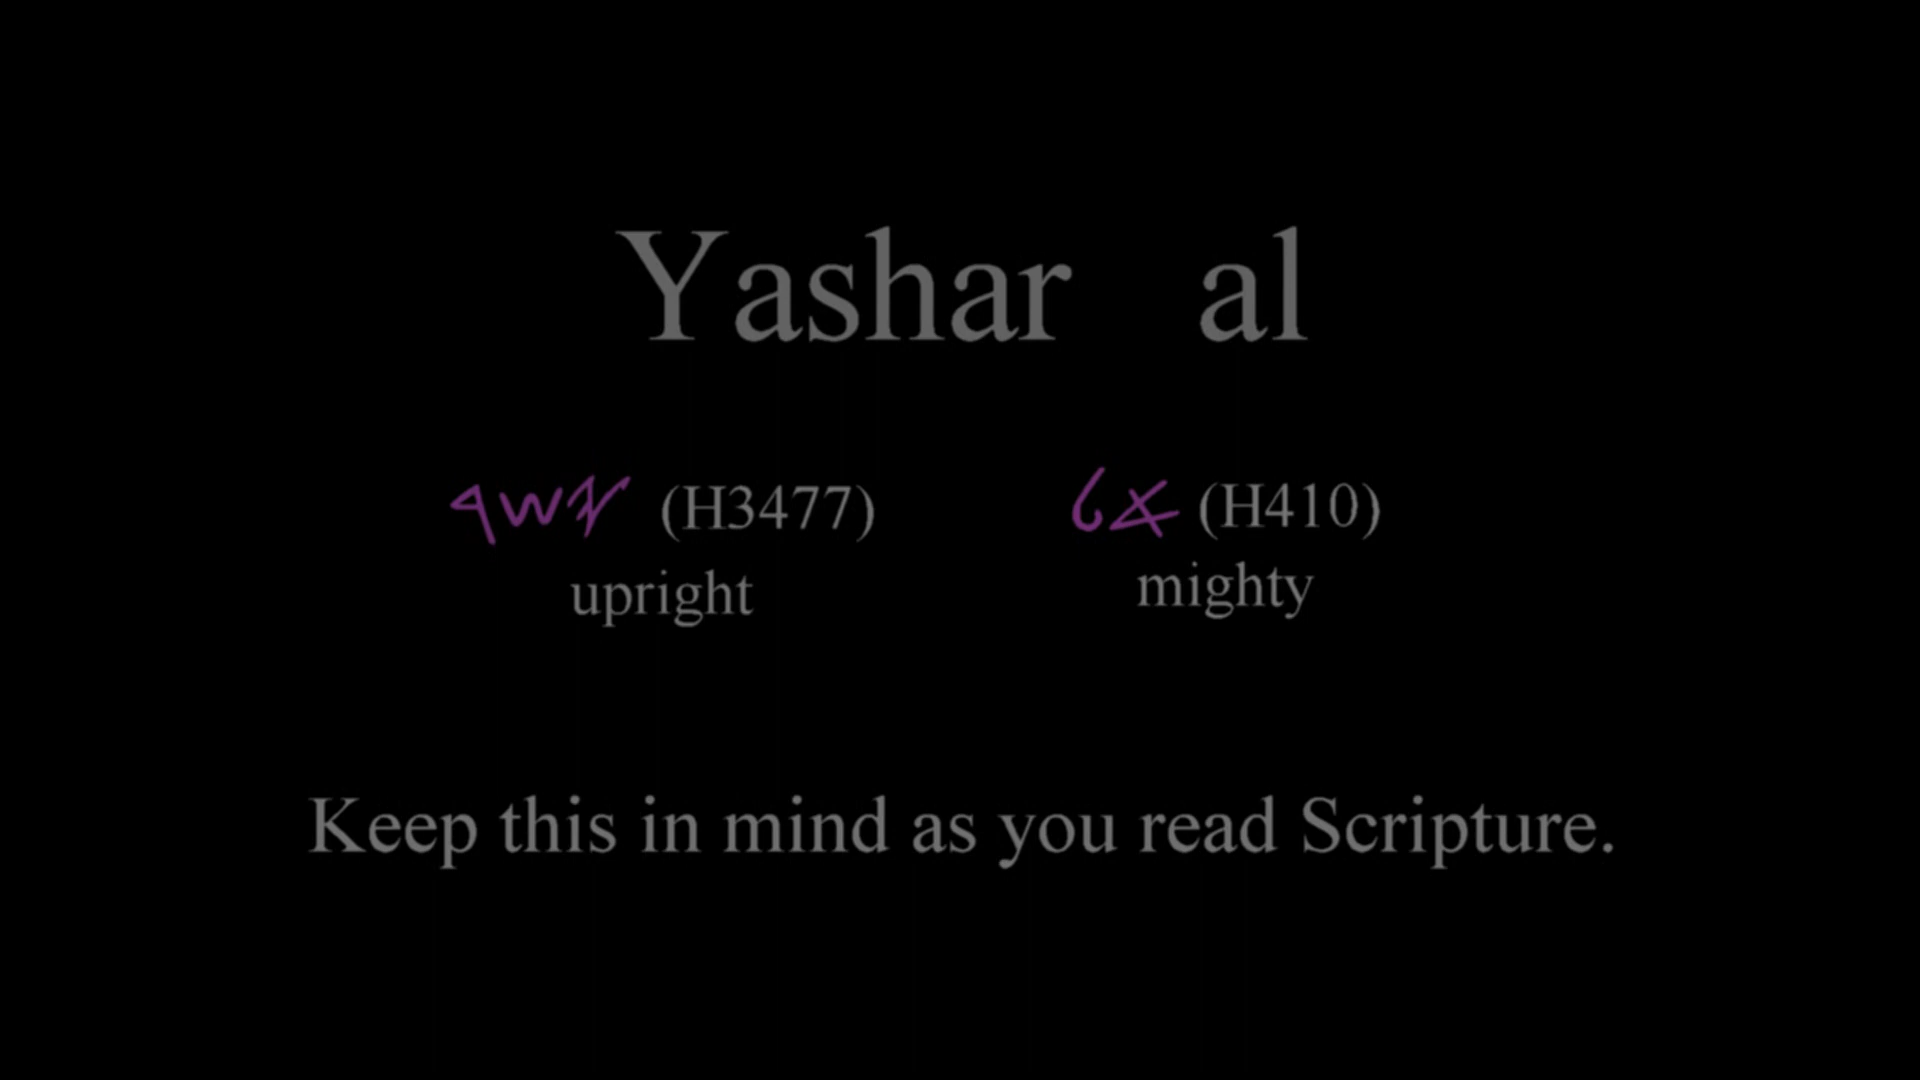 Yashar al
𐤉𐤔𐤓 (H3477) 𐤀𐤋 (H410)
upright mighty
Keep this in mind as you read Scripture.